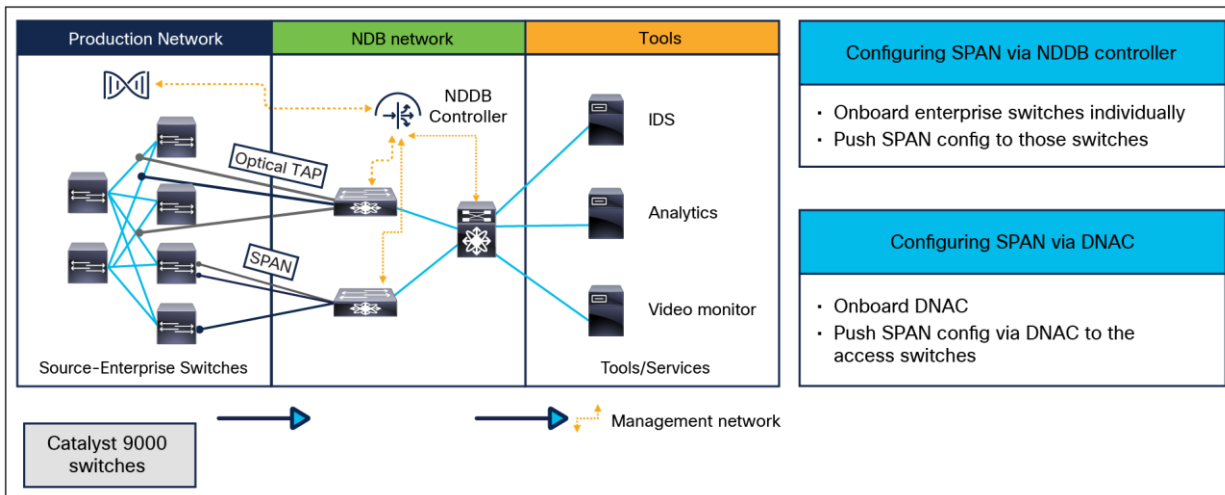 Production Network
NDB network
Tools
NDDB
Controller
Optical TAP
SPAN
IDS
Analytics
Video monitor
Source-Enterprise Switches
Tools/Services
Management network
Catalyst 9000
switches
Configuring SPAN via NDDB controller
• Onboard enterprise switches individually
• Push SPAN config to those switches
Configuring SPAN via DNAC
• Onboard DNAC
• Push SPAN config via DNAC to the
access switches